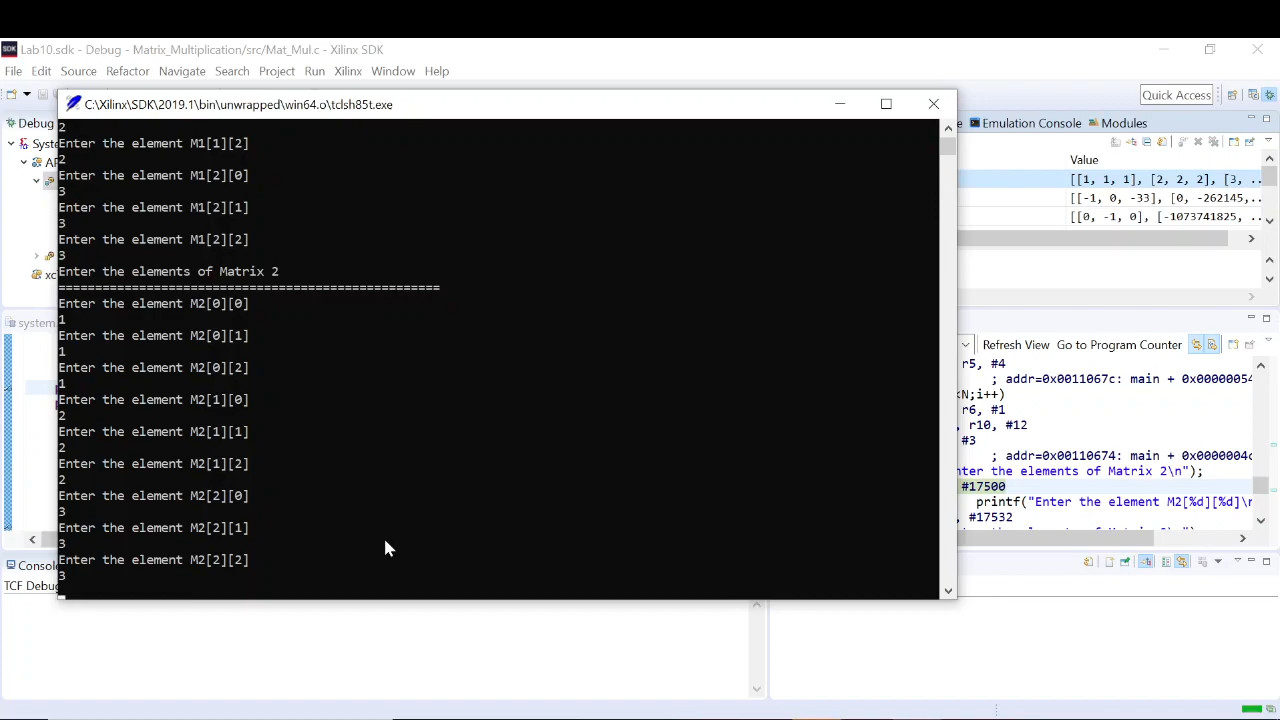 Lab10.sdk - Debug - Matrix_Multiplication/src/Mat_Mul.c - Xilinx SDK
File Edit Source Refactor Navigate Search Project Run Xilinx Window Help
Quick Access
C:\Xilinx\SDK\2019.1\bin\unwrapped\win64.o\tclsh85t.exe
2
Enter the element M1[1][2]
2
Enter the element M1[2][0]
3
Enter the element M1[2][1]
3
Enter the element M1[2][2]
3
Enter the elements of Matrix 2
====================================================
Enter the element M2[0][0]
1
Enter the element M2[0][1]
1
Enter the element M2[0][2]
1
Enter the element M2[1][0]
2
Enter the element M2[1][1]
2
Enter the element M2[1][2]
2
Enter the element M2[2][0]
3
Enter the element M2[2][1]
3
Enter the element M2[2][2]
3
Debug
Emulation Console Modules
Value
[[1, 1, 1], [2, 2, 2], [3, ...
[[-1, 0, -33], [0, -262145,...
[[0, -1, 0], [-1073741825, ...
system
Refresh View Go to Program Counter
r5, #4
; addr=0x0011067c: main + 0x00000054
<N;i++)
r6, #1
, r10, #12
#3
; addr=0x00110674: main + 0x0000004c
nter the elements of Matrix 2\n");
#17500
printf("Enter the element M2[%d][%d]\n
, #17532
Console
TCF Debug